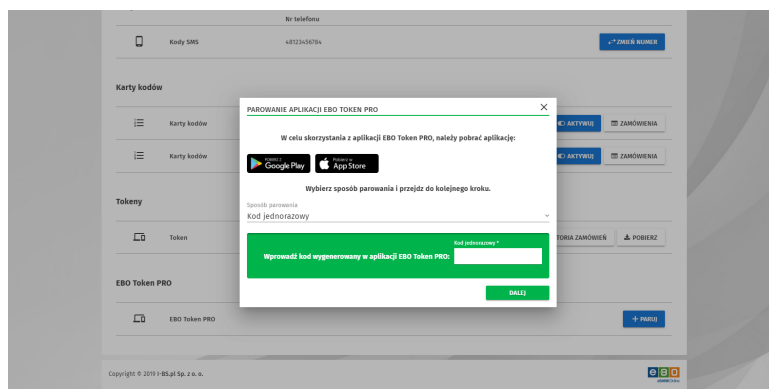 Nr telefonu
Kody SMS
48123456784
ZMIEŃ NUMER
Karty kodów
PAROWANIE APLIKACJI EBO TOKEN PRO
Karty kodów
AKTYWUJ
ZAMÓWIENIA
W celu skorzystania z aplikacji EBO Token PRO, należy pobrać aplikację:
Karty kodów
AKTYWUJ
ZAMÓWIENIA
POBIERZ Z
Google Play
Pobierz w
App Store
Wybierz sposób parowania i przejdź do kolejnego kroku.
Tokeny
Sposób parowania
Kod jednorazowy
Token
TORIA ZAMÓWIEŃ
POBIERZ
Kod jednorazowy *
Wprowadź kod wygenerowany w aplikacji EBO Token PRO:
EBO Token PRO
DALEJ
EBO Token PRO
PARUJ
Copyright © 2019 I-BS.pl Sp. z o. o.
e B O